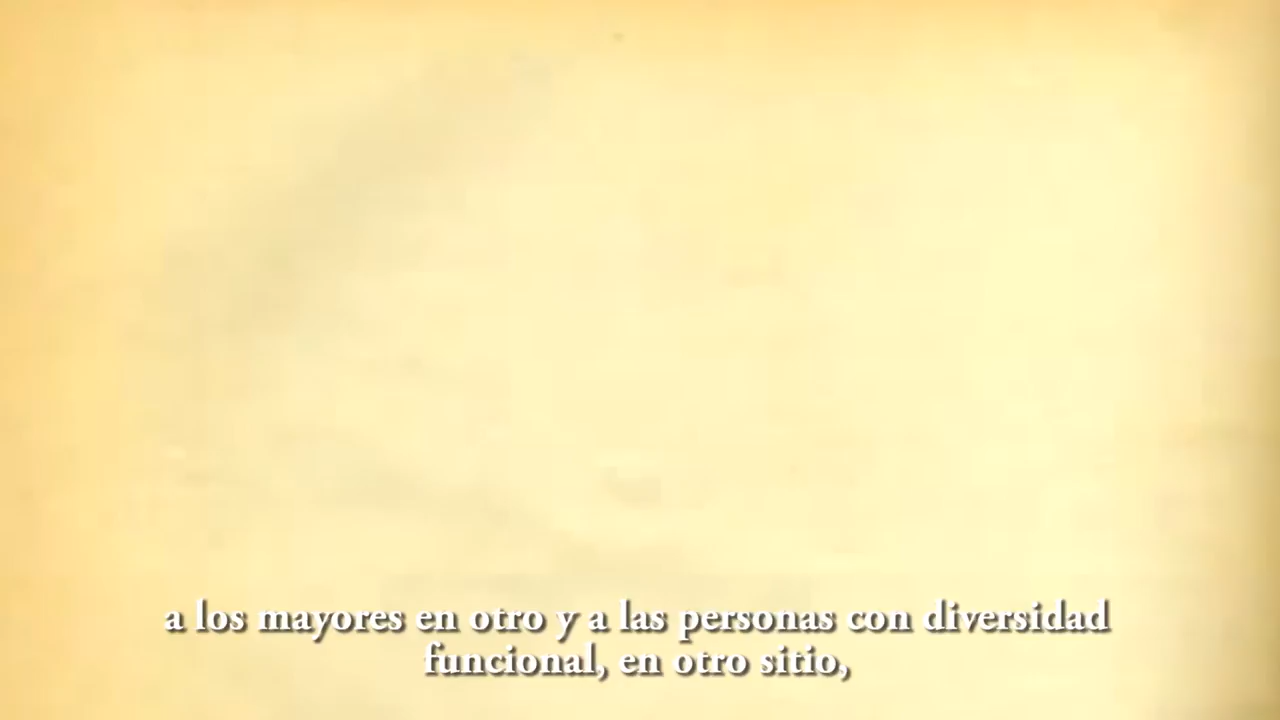 a los mayores en otro y a las personas con diversidad
funcional, en otro sitio,